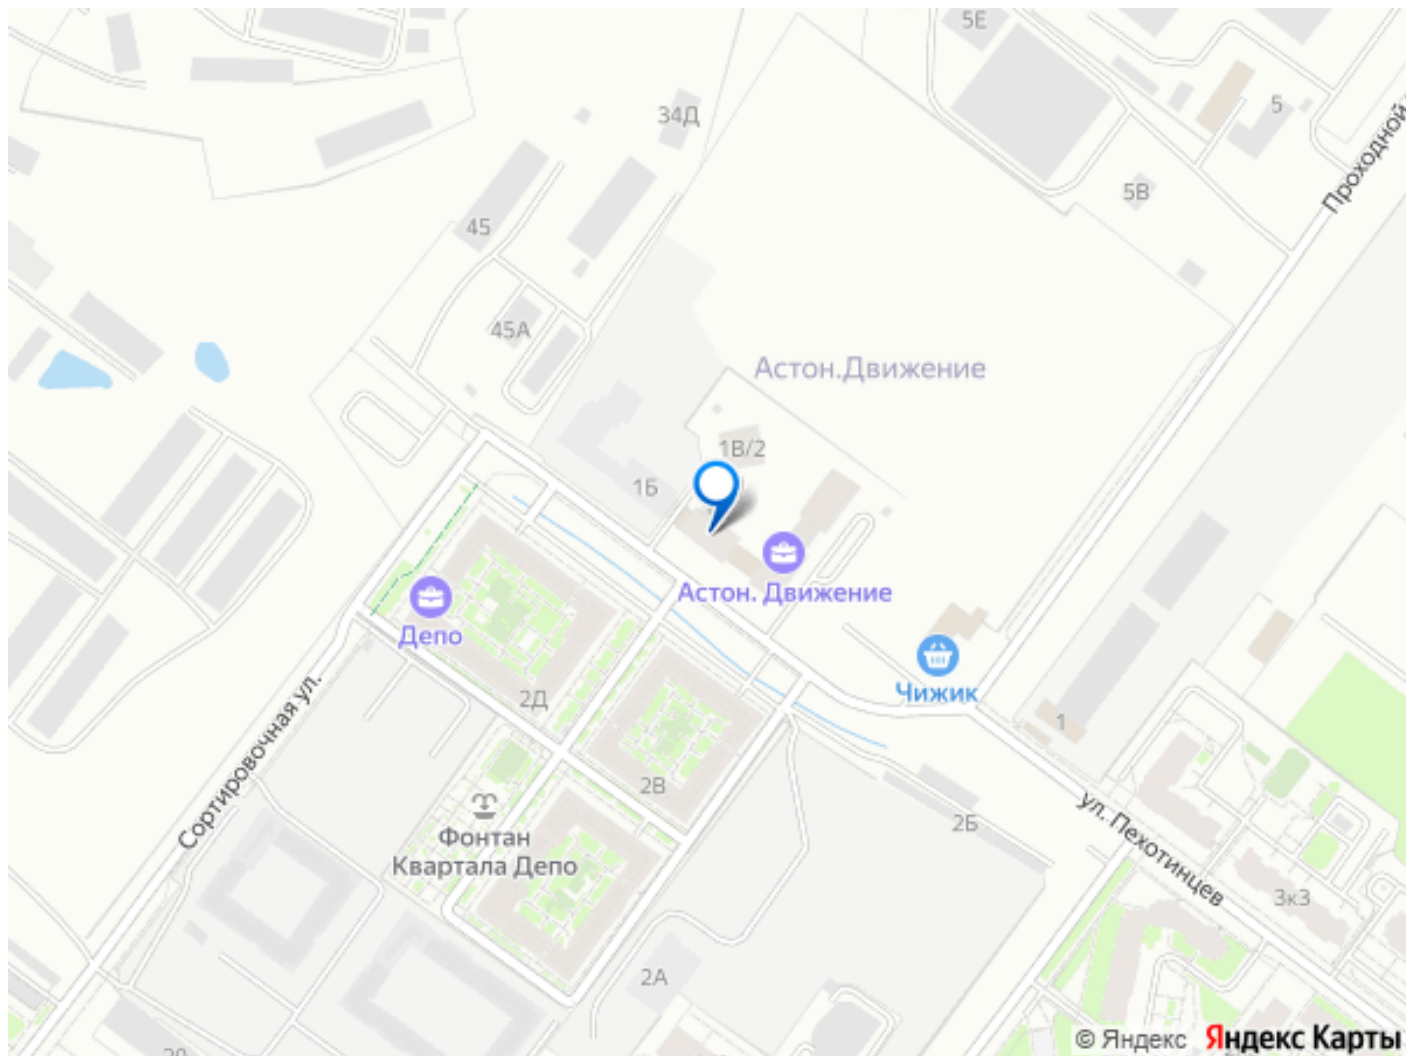 5Е
34Д
5
Проходной
5В
45
45А
Астон.Движение
1В/2
1Б
Астон. Движение
Депо
Чижик
2Д
1
Сортировочная ул.
2В
ул. Пехотинцев
2Б
Фонтан
Квартала Депо
3к3
2А
© Яндекс Яндекс Карты